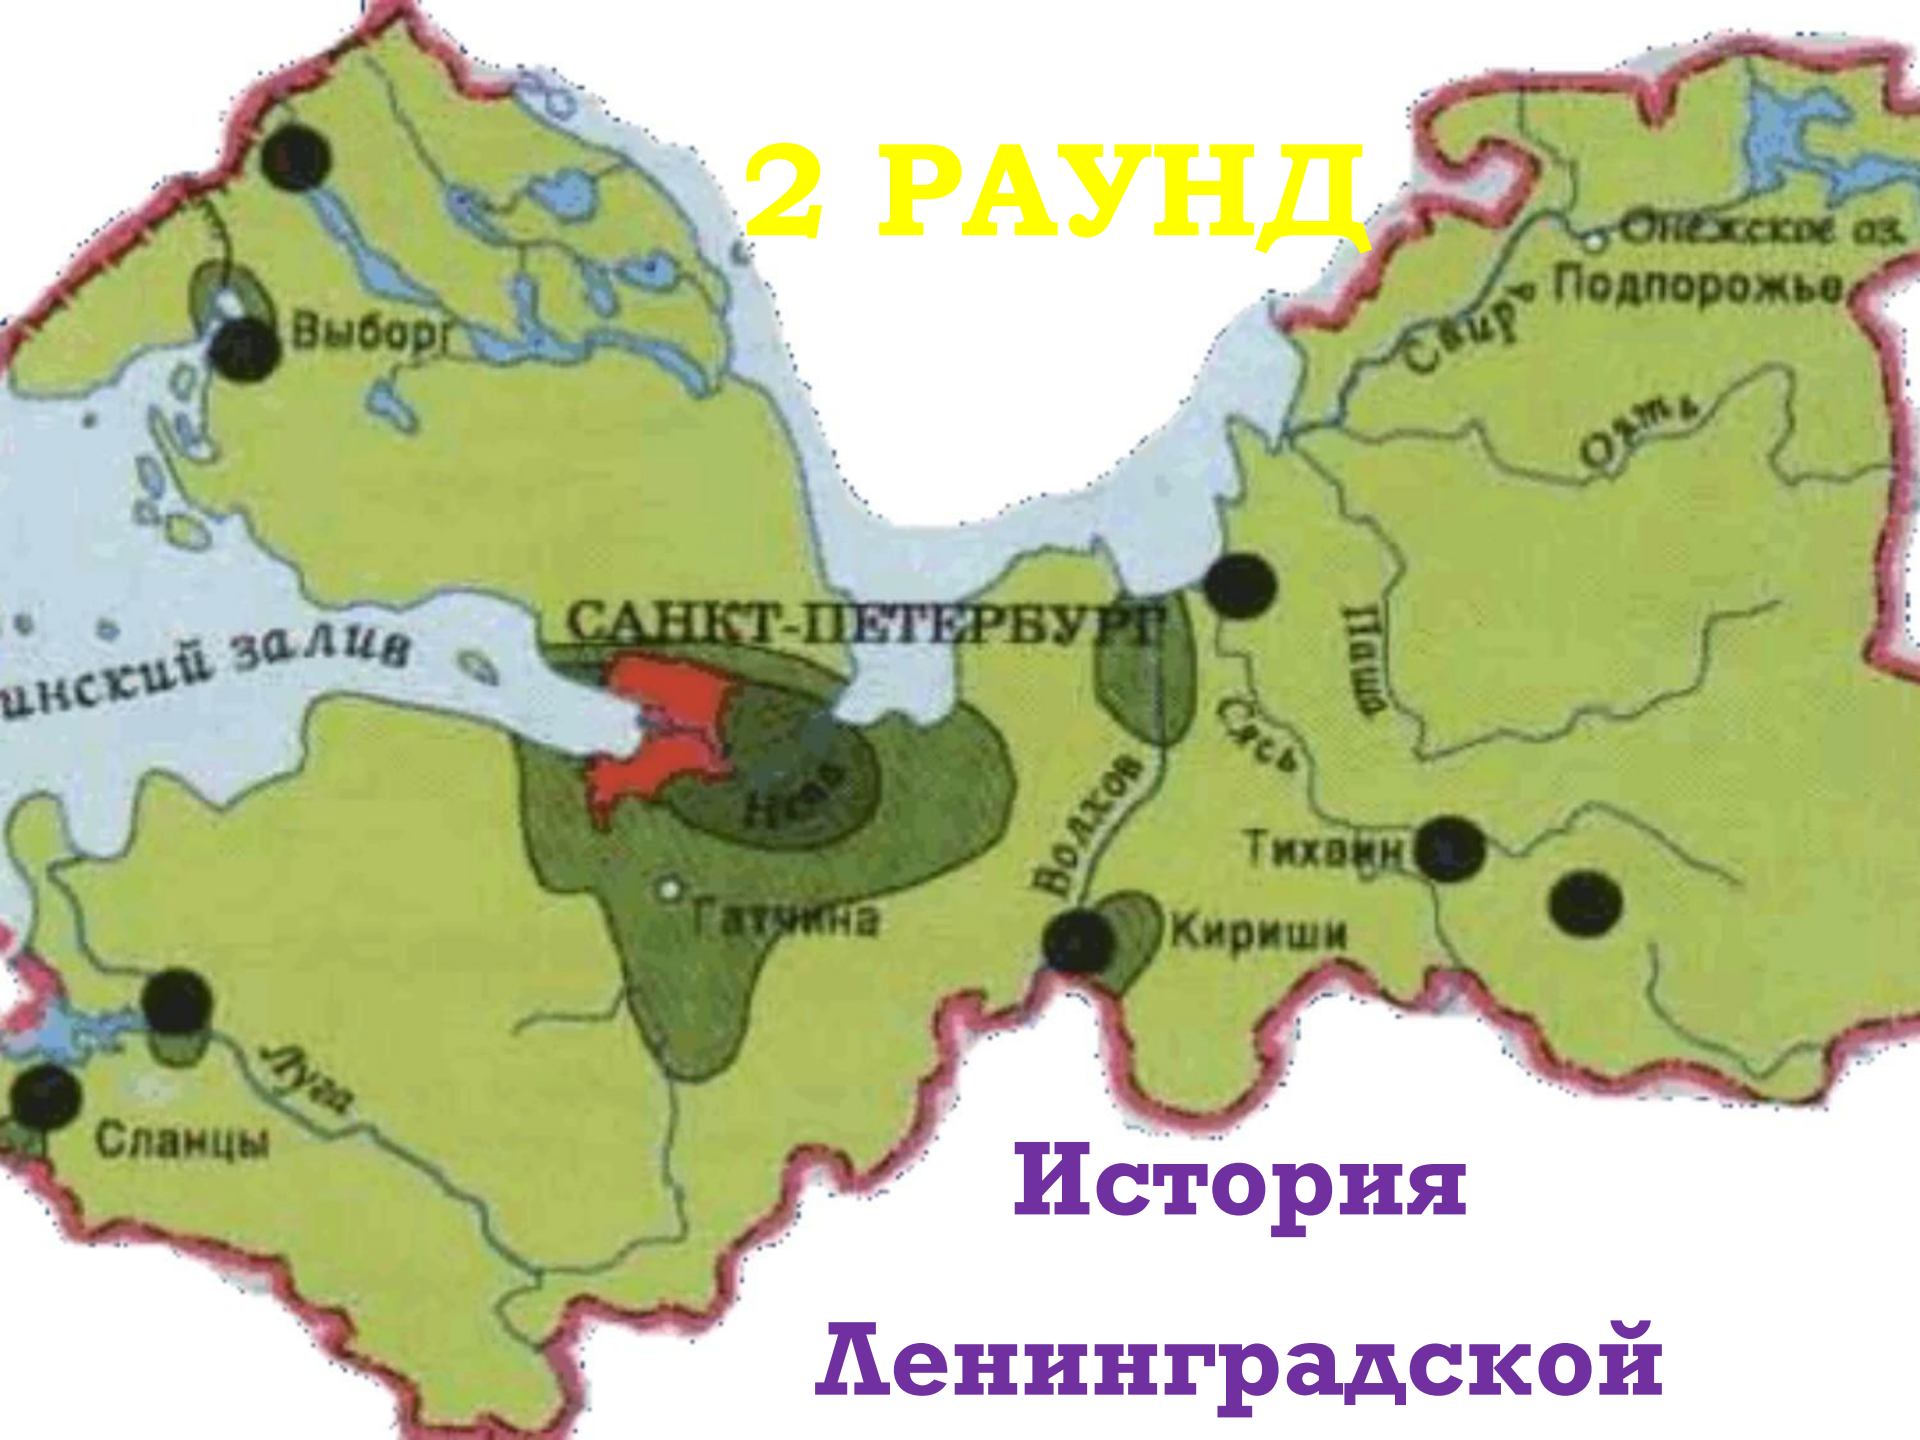 2 РАУНД
Онежское оз.
Подпорожье
Свирь
Выборг
Оять
САНКТ-ПЕТЕРБУРГ
инский залив
Паша
Сясь
Нева
Волхов
Тихвин
Гатчина
Кириши
Луга
Сланцы
История
Ленинградской